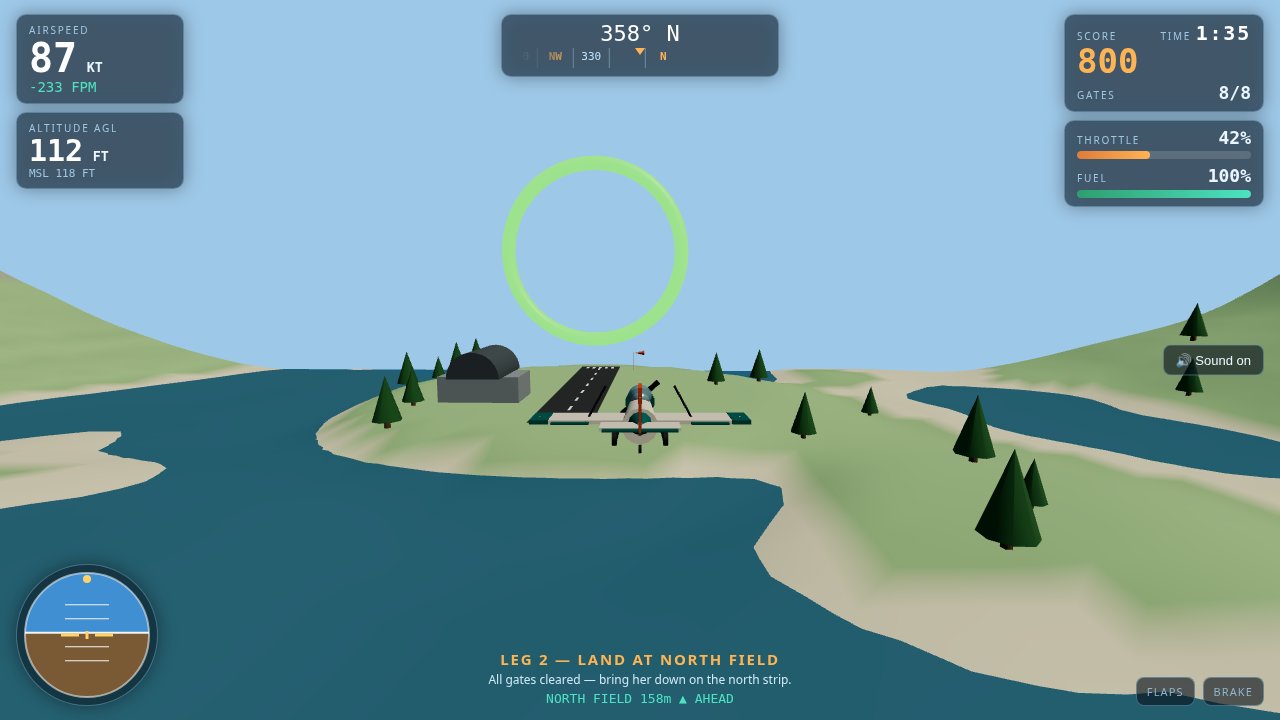 AIRSPEED
87 KT
-233 FPM
ALTITUDE AGL
112 FT
MSL 118 FT
358° N
NW 330 N
SCORE TIME 1:35
800
GATES 8/8
THROTTLE 42%
FUEL 100%
🔊 Sound on
LEG 2 — LAND AT NORTH FIELD
All gates cleared — bring her down on the north strip.
NORTH FIELD 158m ▲ AHEAD
FLAPS BRAKE